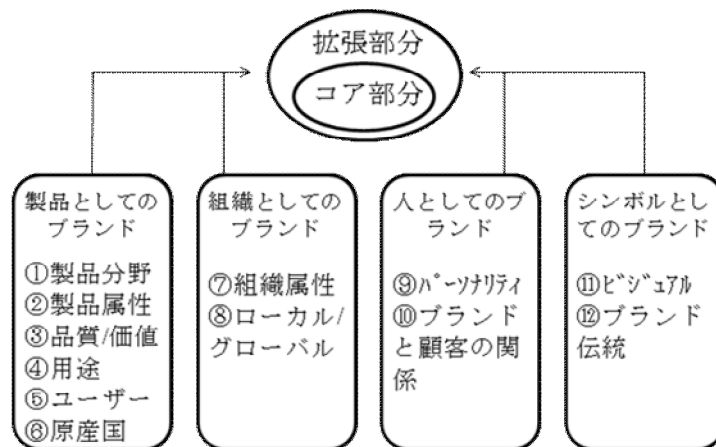 拡張部分
コア部分
製品としての
ブランド
①製品分野
②製品属性
③品質/価値
④用途
⑤ユーザー
⑥原産国
組織としての
ブランド
⑦組織属性
⑧ローカル/
グローバル
人としてのブ
ランド
⑨ﾊﾟｰｿﾅﾘﾃｨ
⑩ブランド
と顧客の関
係
シンボルとし
てのブランド
⑪ﾋﾞｼﾞｭｱﾙ
⑫ブランド
伝統